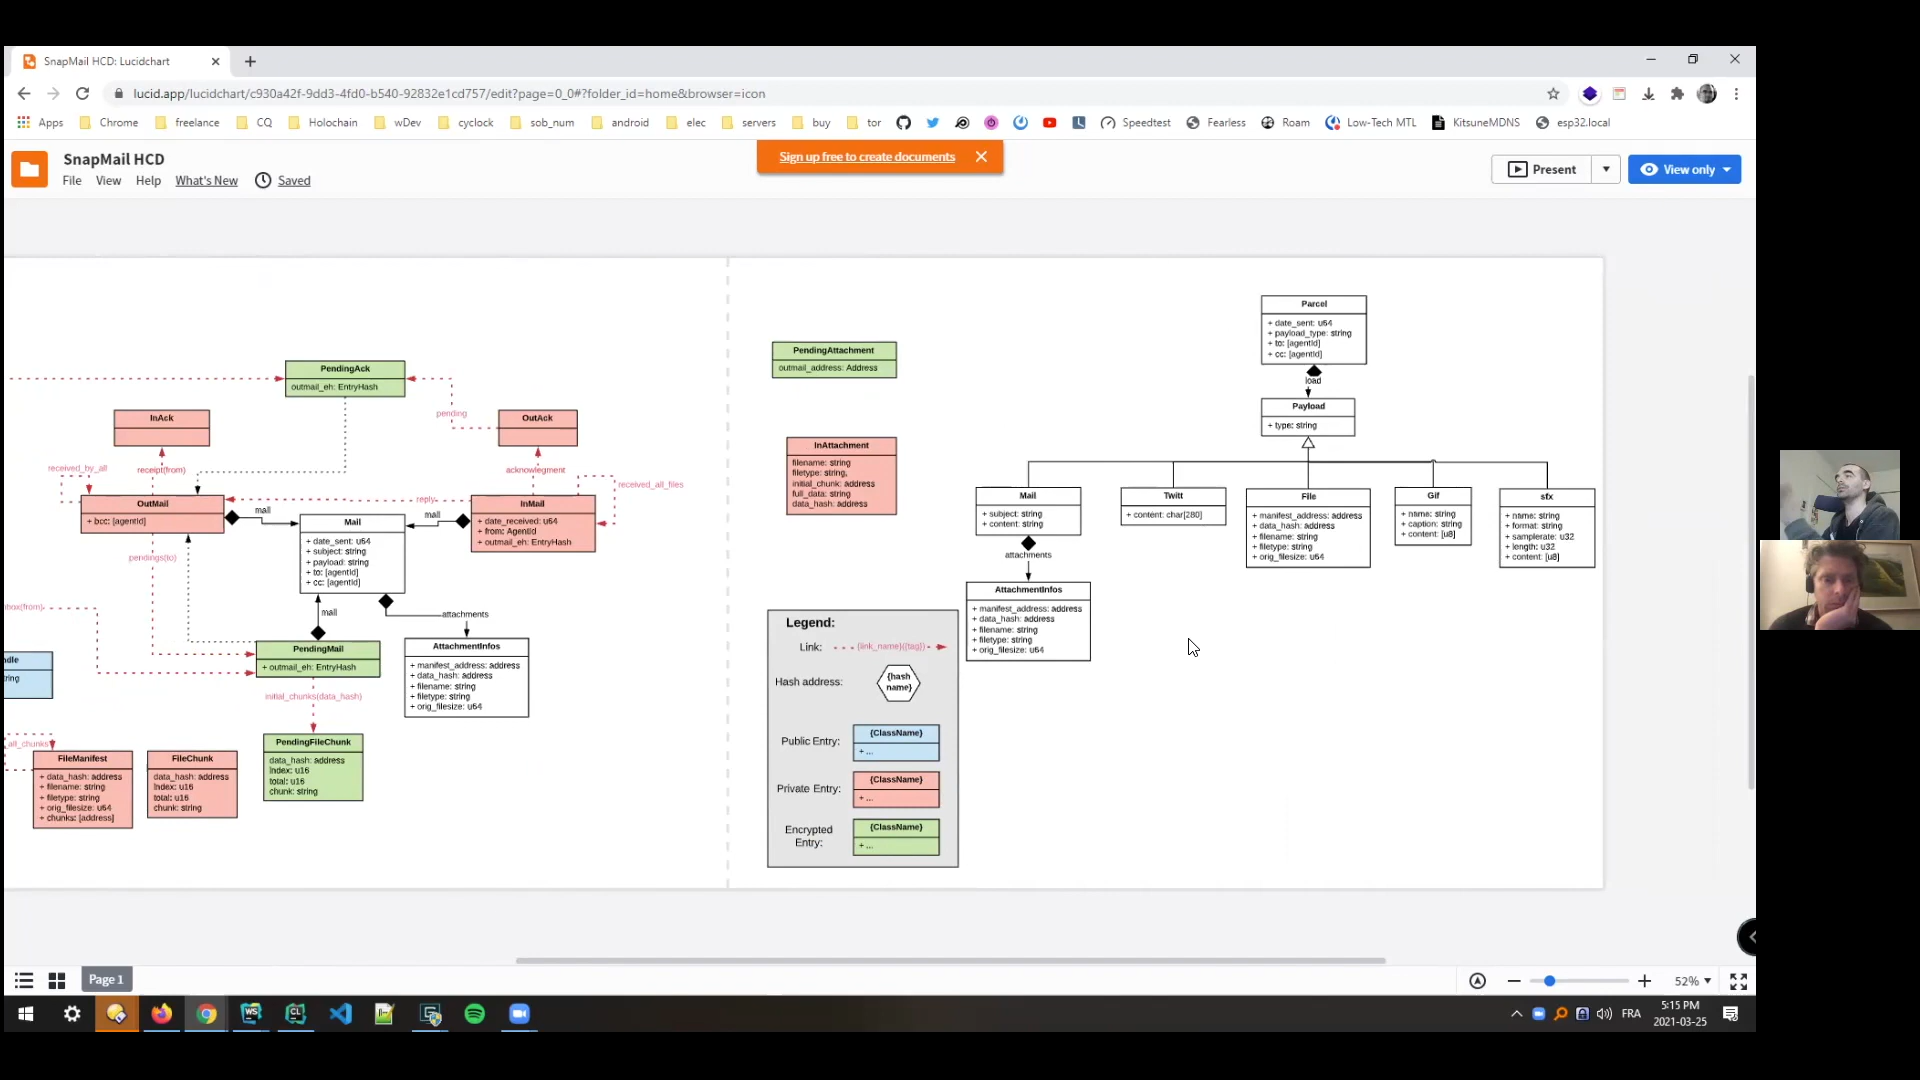 SnapMail HCD: Lucidchart
lucid.app/lucidchart/c930a42f-9dd3-4fd0-b540-92832e1cd757/edit?page=0_0#?folder_id=home&browser=icon
Apps
Chrome
freelance
CQ
Holochain
wDev
cyclock
sob_num
android
elec
servers
buy
tor
Speedtest
Fearless
Roam
Low-Tech MTL
KitsuneMDNS
esp32.local
SnapMail HCD
Sign up free to create documents
Present
View only
File
View
Help
What's New
Saved
PendingAck
outmail_eh: EntryHash
InAck
OutAck
pending
received_by_all
receipt(from)
acknowlegment
received_all_files
OutMail
+ bcc: [agentId]
reply
mail
mail
InMail
+ date_received: u64
+ from: AgentId
+ outmail_eh: EntryHash
Mail
+ date_sent: u64
+ subject: string
+ payload: string
+ to: [agentId]
+ cc: [agentId]
pendings(to)
nbox(from)
mail
attachments
ndle
tring
PendingMail
+ outmail_eh: EntryHash
AttachmentInfos
+ manifest_address: address
+ data_hash: address
+ filename: string
+ filetype: string
+ orig_filesize: u64
initial_chunks(data_hash)
all_chunks
FileManifest
+ data_hash: address
+ filename: string
+ filetype: string
+ orig_filesize: u64
+ chunks: [address]
FileChunk
data_hash: address
index: u16
total: u16
chunk: string
PendingFileChunk
data_hash: address
index: u16
total: u16
chunk: string
PendingAttachment
outmail_address: Address
InAttachment
filename: string
filetype: string,
initial_chunk: address
full_data: string
data_hash: address
Legend:
Link:
{link_name}({tag})
Hash address:
{hash
name}
Public Entry:
{ClassName}
+ ...
Private Entry:
{ClassName}
+ ...
Encrypted
Entry:
{ClassName}
+ ...
Parcel
+ date_sent: u64
+ payload_type: string
+ to: [agentId]
+ cc: [agentId]
load
Payload
+ type: string
Mail
+ subject: string
+ content: string
attachments
AttachmentInfos
+ manifest_address: address
+ data_hash: address
+ filename: string
+ filetype: string
+ orig_filesize: u64
Twitt
+ content: char[280]
File
+ manifest_address: address
+ data_hash: address
+ filename: string
+ filetype: string
+ orig_filesize: u64
Gif
+ name: string
+ caption: string
+ content: [u8]
sfx
+ name: string
+ format: string
+ samplerate: u32
+ length: u32
+ content: [u8]
Page 1
52%
FRA
5:15 PM
2021-03-25